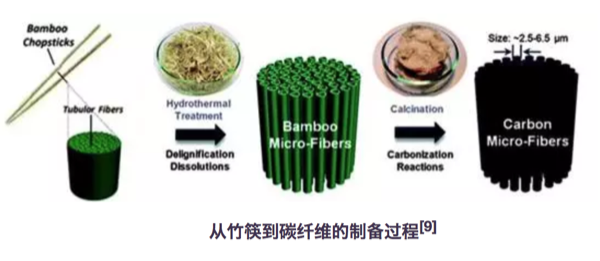 Bamboo
Chopsticks
Tubular Fibers
Hydrothermal
Treatment
Delignification
Dissolutions
Bamboo
Micro-Fibers
Calcination
Carbonization
Reactions
Size: ~2.5-6.5 μm
Carbon
Micro-Fibers
从竹筷到碳纤维的制备过程[9]